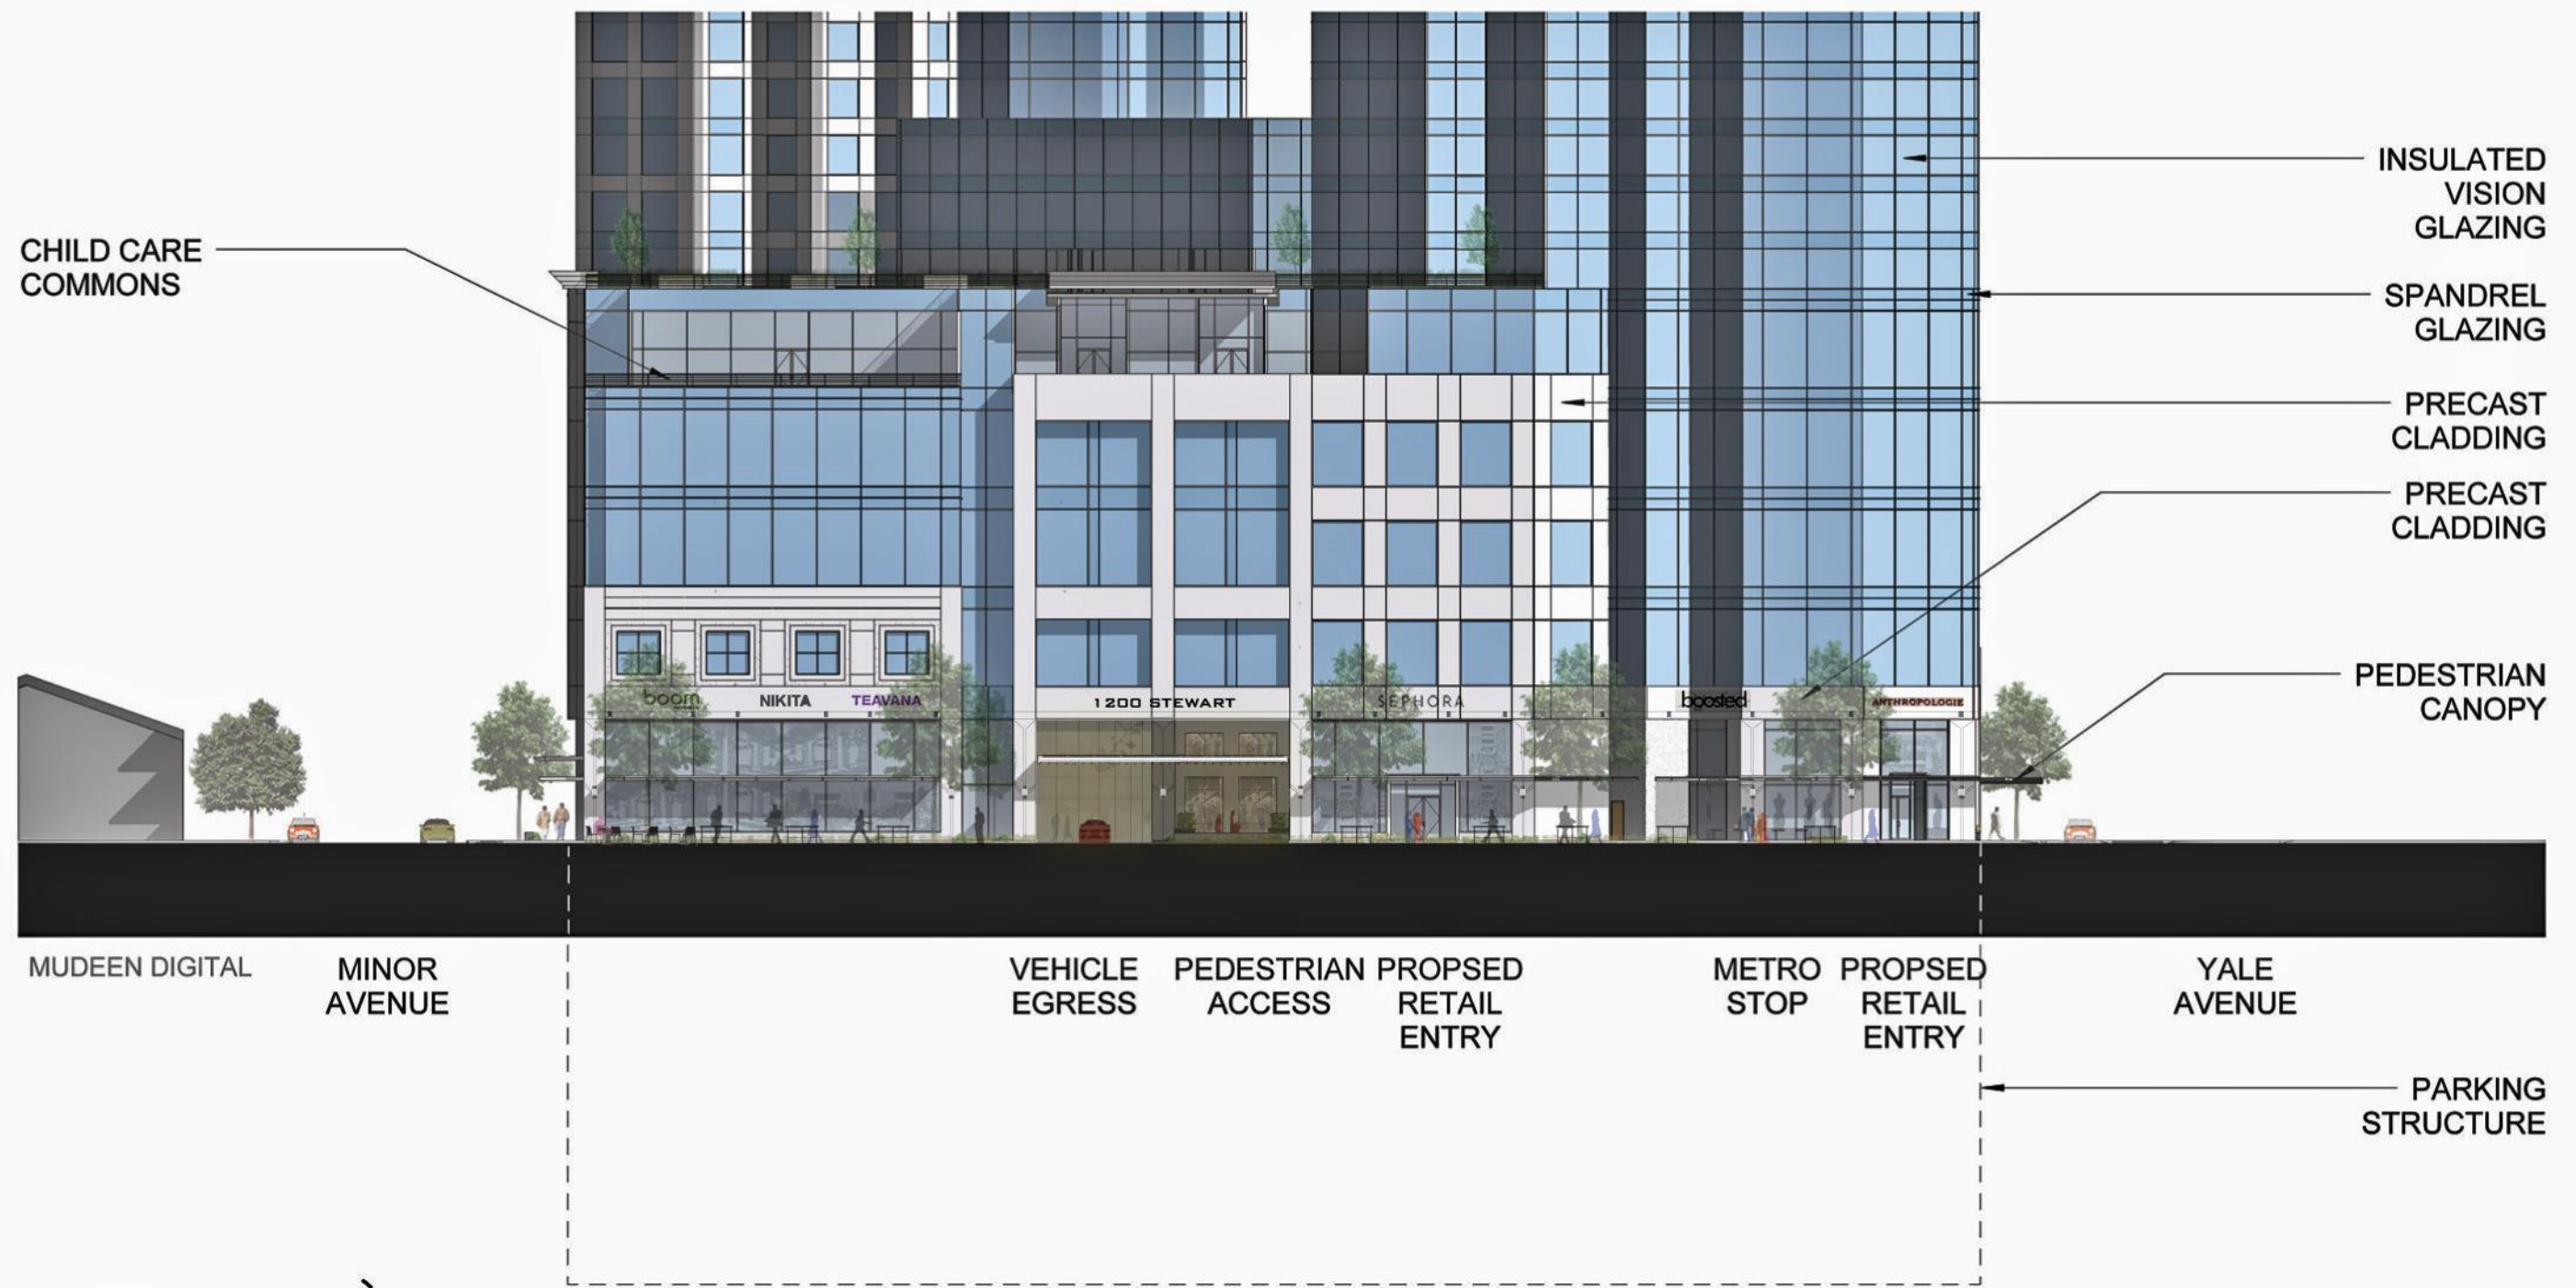 INSULATED
VISION
GLAZING
CHILD CARE
COMMONS
SPANDREL
GLAZING
PRECAST
CLADDING
PRECAST
CLADDING
PEDESTRIAN
CANOPY
boom
NIKITA
TEAVANA
1200 STEWART
SEPHORA
boosted
ANTHROPOLOGIE
MUDEEN DIGITAL
MINOR
AVENUE
VEHICLE
EGRESS
PEDESTRIAN
ACCESS
PROPSED
RETAIL
ENTRY
METRO
STOP
PROPSED
RETAIL
ENTRY
YALE
AVENUE
PARKING
STRUCTURE